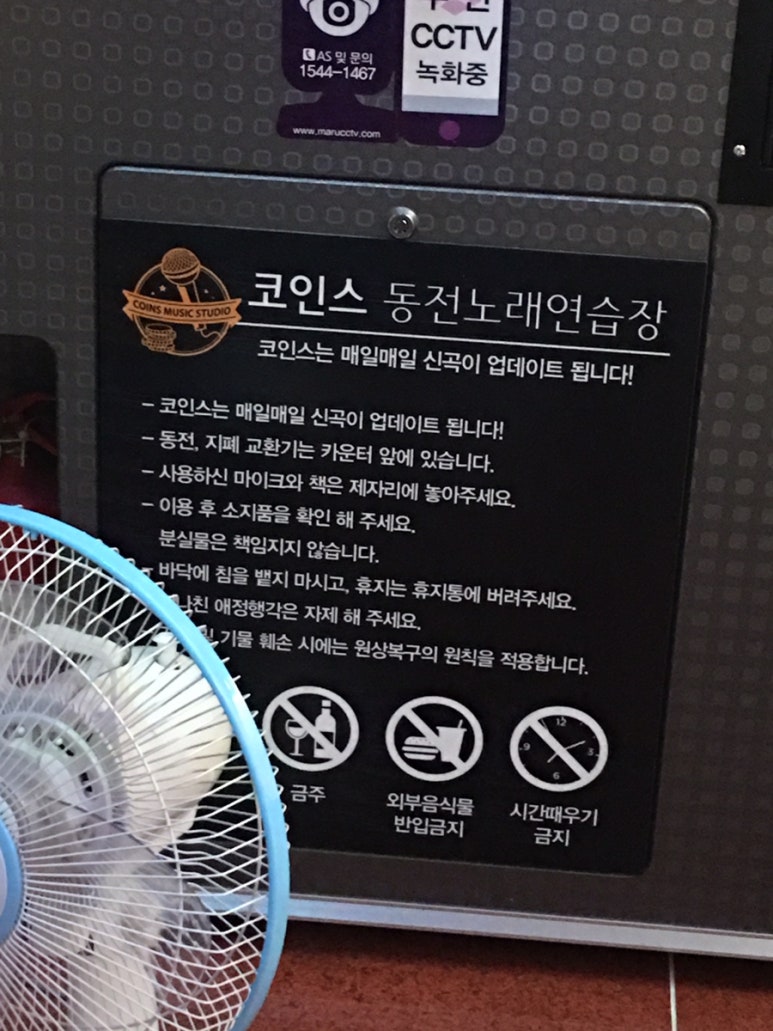 AS 및 문의
1544-1467
www.marucctv.com
CCTV
녹화중
COINS MUSIC STUDIO
코인스 동전노래연습장
코인스는 매일매일 신곡이 업데이트 됩니다!
- 코인스는 매일매일 신곡이 업데이트 됩니다!
- 동전, 지폐 교환기는 카운터 앞에 있습니다.
- 사용하신 마이크와 책은 제자리에 놓아주세요.
- 이용 후 소지품을 확인 해 주세요.
분실물은 책임지지 않습니다.
- 바닥에 침을 뱉지 마시고, 휴지는 휴지통에 버려주세요.
애정행각은 자제 해 주세요.
기물 훼손 시에는 원상복구의 원칙을 적용합니다.
12
9 3
6
금주
외부음식물
반입금지
시간때우기
금지